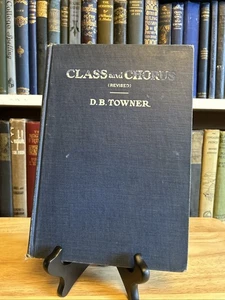 CLASS and CHORUS
(REVISED)
D.B. TOWNER